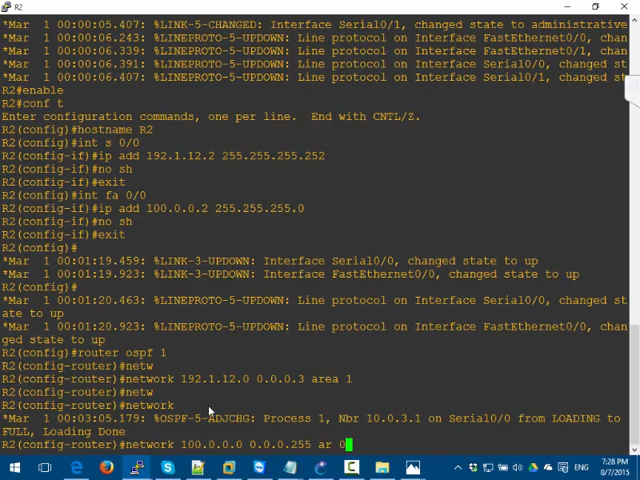 R2
*Mar  1 00:00:05.407: %LINK-5-CHANGED: Interface Serial0/1, changed state to administrative
*Mar  1 00:00:06.243: %LINEPROTO-5-UPDOWN: Line protocol on Interface FastEthernet0/0, chan
*Mar  1 00:00:06.339: %LINEPROTO-5-UPDOWN: Line protocol on Interface FastEthernet0/1, chan
*Mar  1 00:00:06.391: %LINEPROTO-5-UPDOWN: Line protocol on Interface Serial0/0, changed st
*Mar  1 00:00:06.407: %LINEPROTO-5-UPDOWN: Line protocol on Interface Serial0/1, changed st
R2#enable
R2#conf t
Enter configuration commands, one per line.  End with CNTL/Z.
R2(config)#hostname R2
R2(config)#int s 0/0
R2(config-if)#ip add 192.1.12.2 255.255.255.252
R2(config-if)#no sh
R2(config-if)#exit
R2(config)#int fa 0/0
R2(config-if)#ip add 100.0.0.2 255.255.255.0
R2(config-if)#no sh
R2(config-if)#exit
R2(config)#
*Mar  1 00:01:19.459: %LINK-3-UPDOWN: Interface Serial0/0, changed state to up
*Mar  1 00:01:19.923: %LINK-3-UPDOWN: Interface FastEthernet0/0, changed state to up
R2(config)#
*Mar  1 00:01:20.463: %LINEPROTO-5-UPDOWN: Line protocol on Interface Serial0/0, changed st
ate to up
*Mar  1 00:01:20.923: %LINEPROTO-5-UPDOWN: Line protocol on Interface FastEthernet0/0, chan
ged state to up
R2(config)#router ospf 1
R2(config-router)#netw
R2(config-router)#network 192.1.12.0 0.0.0.3 area 1
R2(config-router)#netw
R2(config-router)#network
*Mar  1 00:03:05.179: %OSPF-5-ADJCHG: Process 1, Nbr 10.0.3.1 on Serial0/0 from LOADING to
FULL, Loading Done
R2(config-router)#network 100.0.0.0 0.0.0.255 ar 0
7:28 PM
8/7/2015